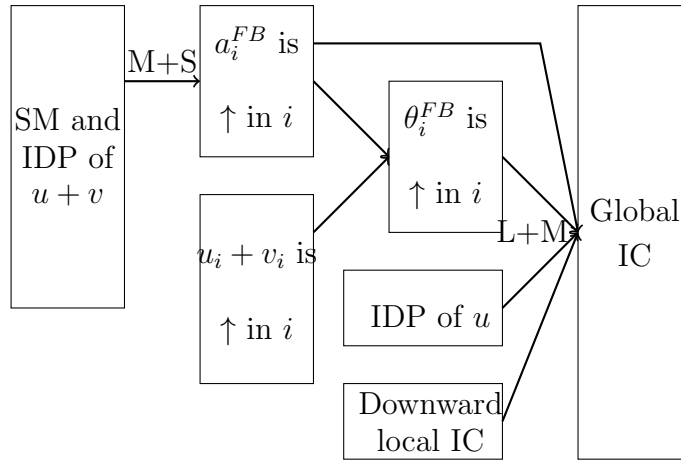 SM and
IDP of
u + v
M+S
a_i^{FB} is
↑ in i
u_i + v_i is
↑ in i
θ_i^{FB} is
↑ in i
IDP of u
Downward
local IC
L+M
Global
IC